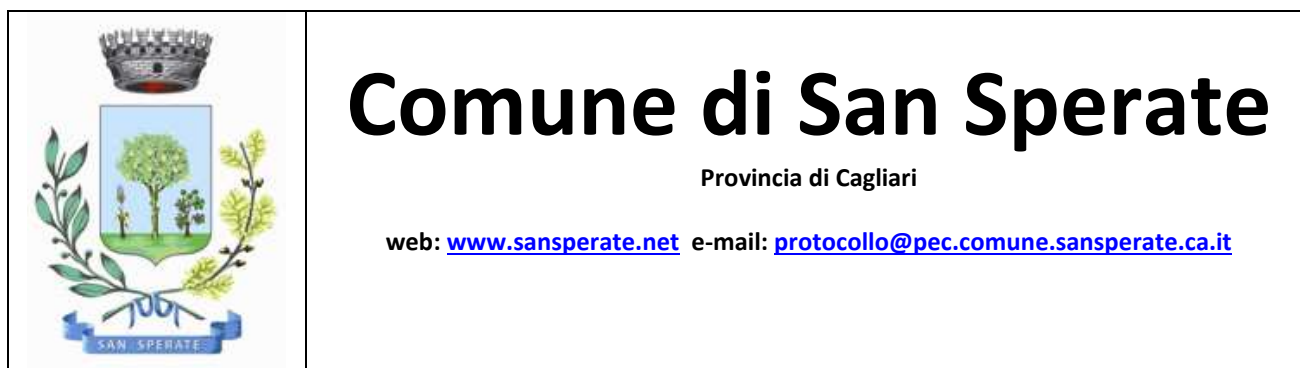 SAN SPERATE
Comune di San Sperate
Provincia di Cagliari
web: www.sansperate.net e-mail: protocollo@pec.comune.sansperate.ca.it